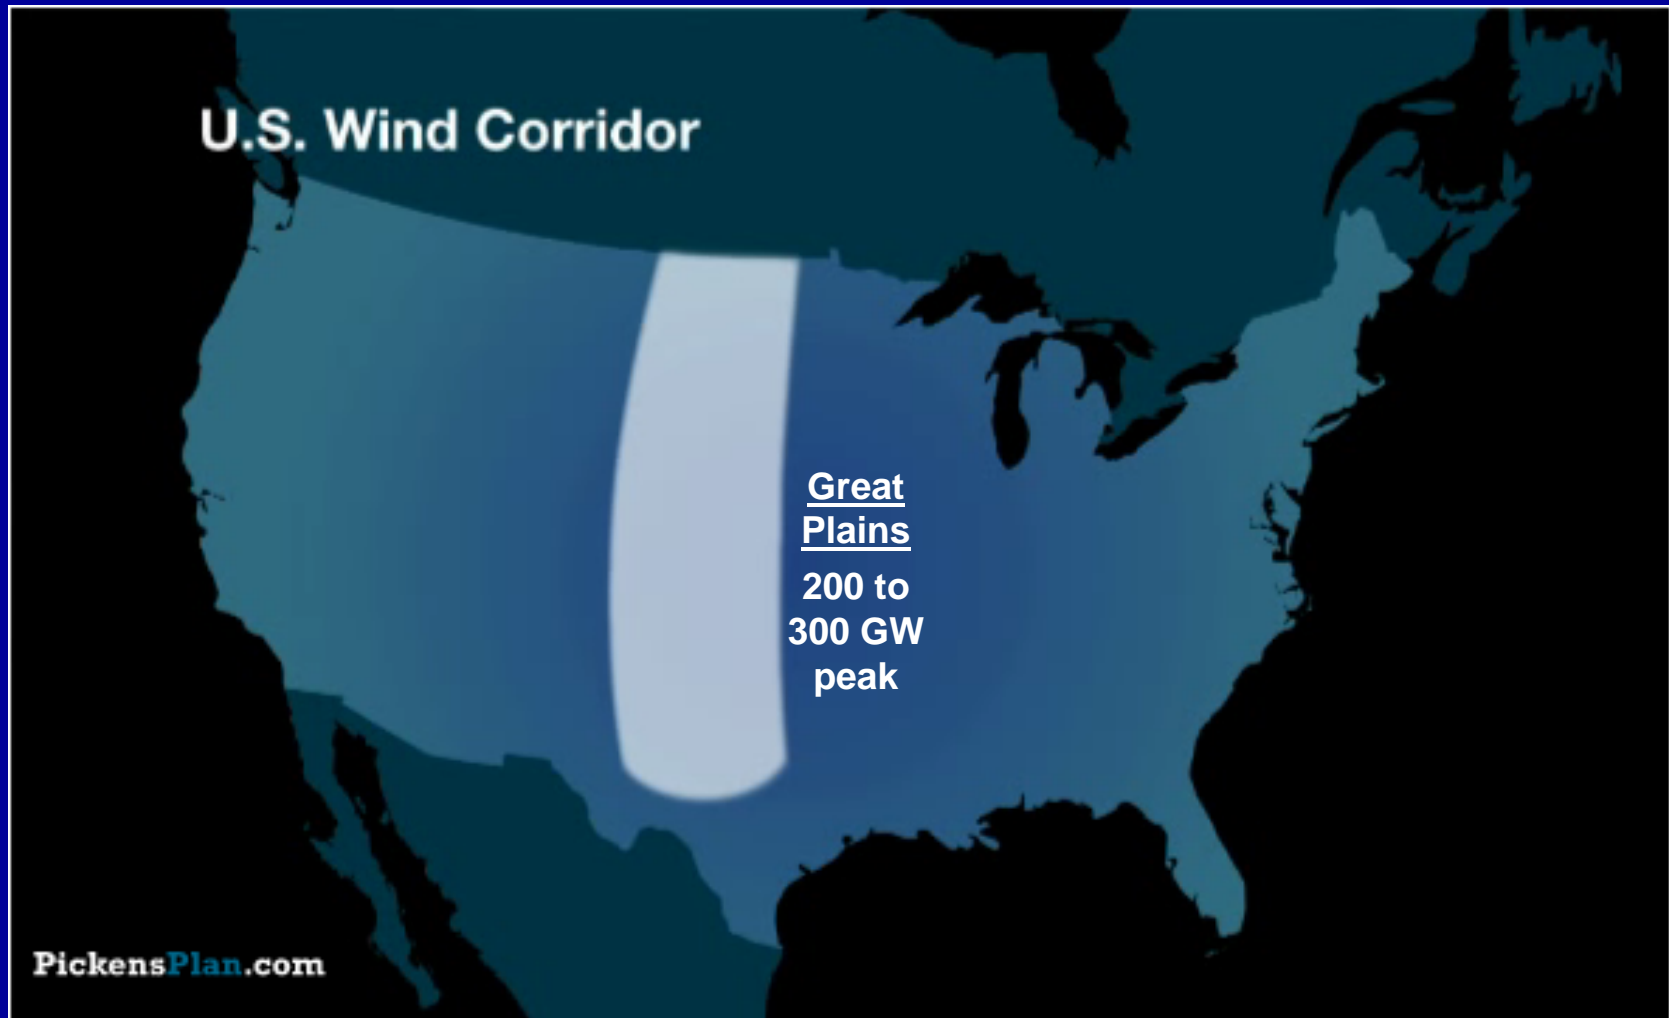 U.S. Wind Corridor
Great
Plains
200 to
300 GW
peak
PickensPlan.com